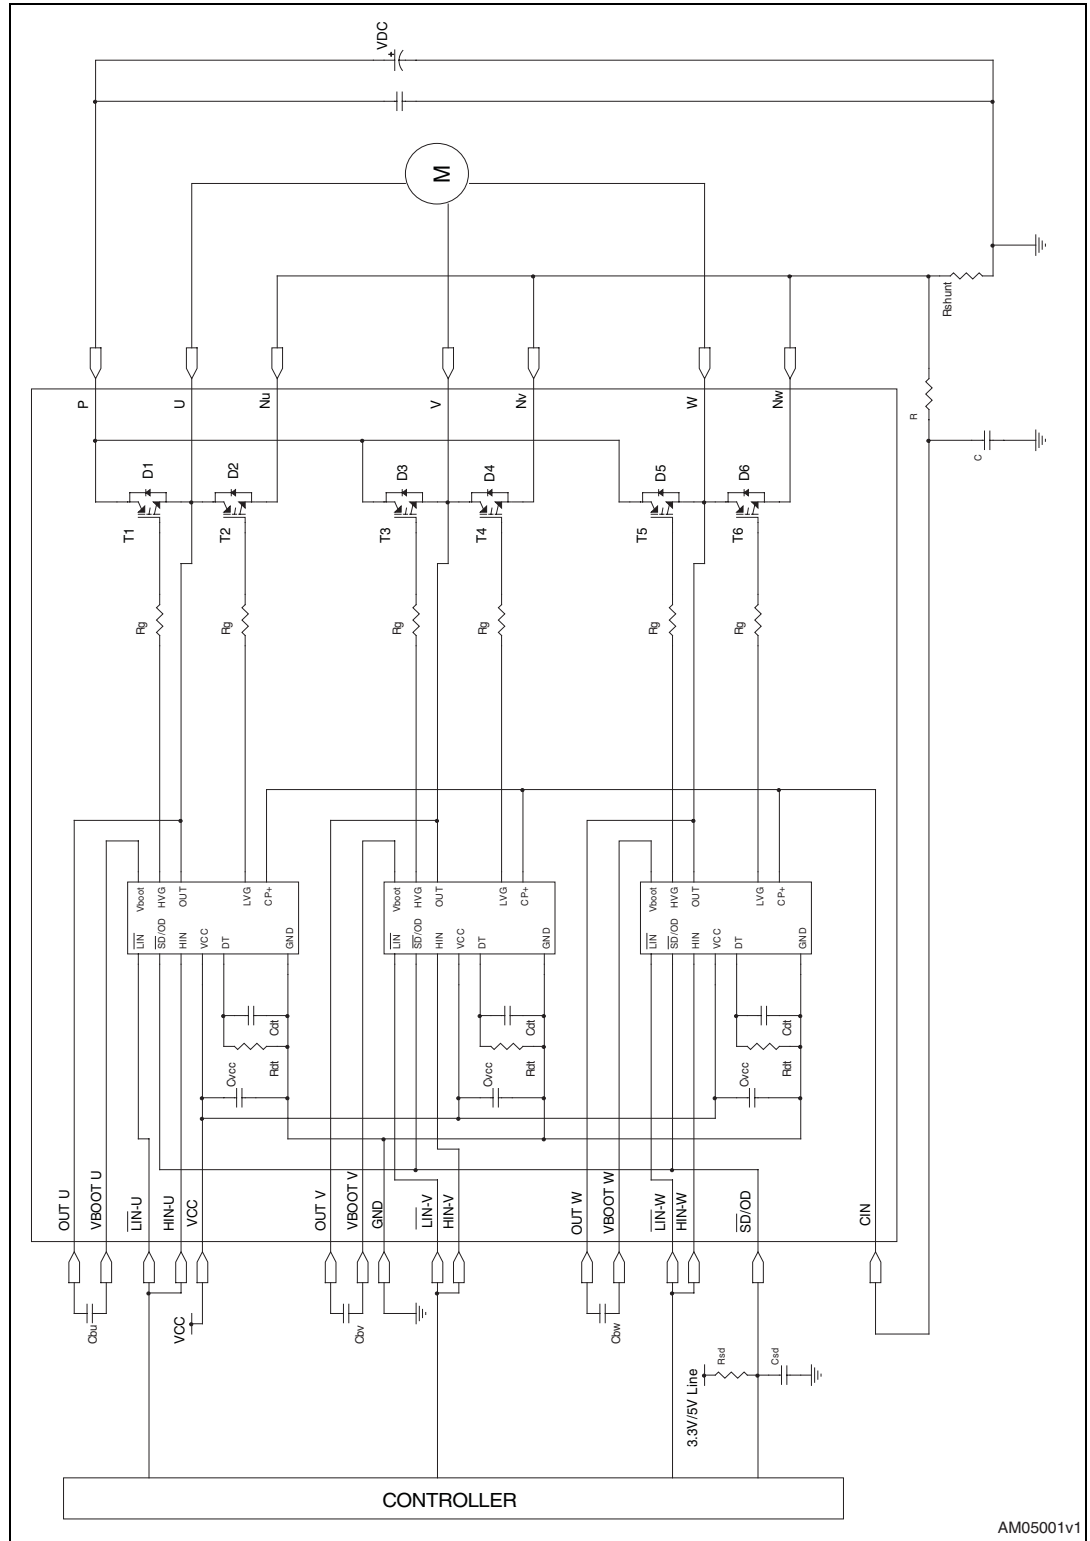 VDC
M
Rshunt
P
U
Nu
V
Nv
W
Nw
R
C
D1
D2
D3
D4
D5
D6
T1
T2
T3
T4
T5
T6
Rg
Rg
Rg
Rg
Rg
Rg
Vboot
HVG
OUT
LVG
CP+
LIN
SD/OD
HIN
VCC
DT
GND
Vboot
HVG
OUT
LVG
CP+
LIN
SD/OD
HIN
VCC
DT
GND
Vboot
HVG
OUT
LVG
CP+
LIN
SD/OD
HIN
VCC
DT
GND
Cdt
Rdt
Cvcc
Cdt
Rdt
Cvcc
Cdt
Rdt
Cvcc
OUT U
VBOOT U
LIN-U
HIN-U
VCC
OUT V
VBOOT V
GND
LIN-V
HIN-V
OUT W
VBOOT W
LIN-W
HIN-W
SD/OD
CIN
Cbu
VCC
Cbv
Cbw
Rsd
Csd
3.3V/5V Line
CONTROLLER
AM05001v1